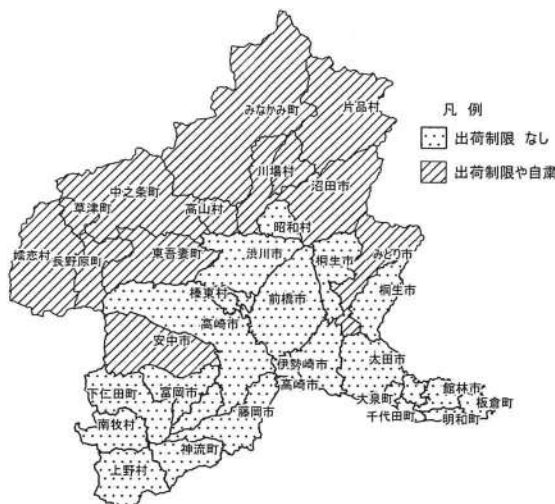 みなかみ町
片品村
凡 例
出荷制限 なし
出荷制限や自粛
川場村
沼田市
中之条町
草津町
高山村
昭和村
嬬恋村
長野原町
東吾妻町
渋川市
桐生市
みどり市
桐生市
榛東村
前橋市
高崎市
安中市
伊勢崎市
太田市
高崎市
下仁田町
富岡市
大泉町
館林市
板倉町
千代田町
明和町
藤岡市
南牧村
神流町
上野村